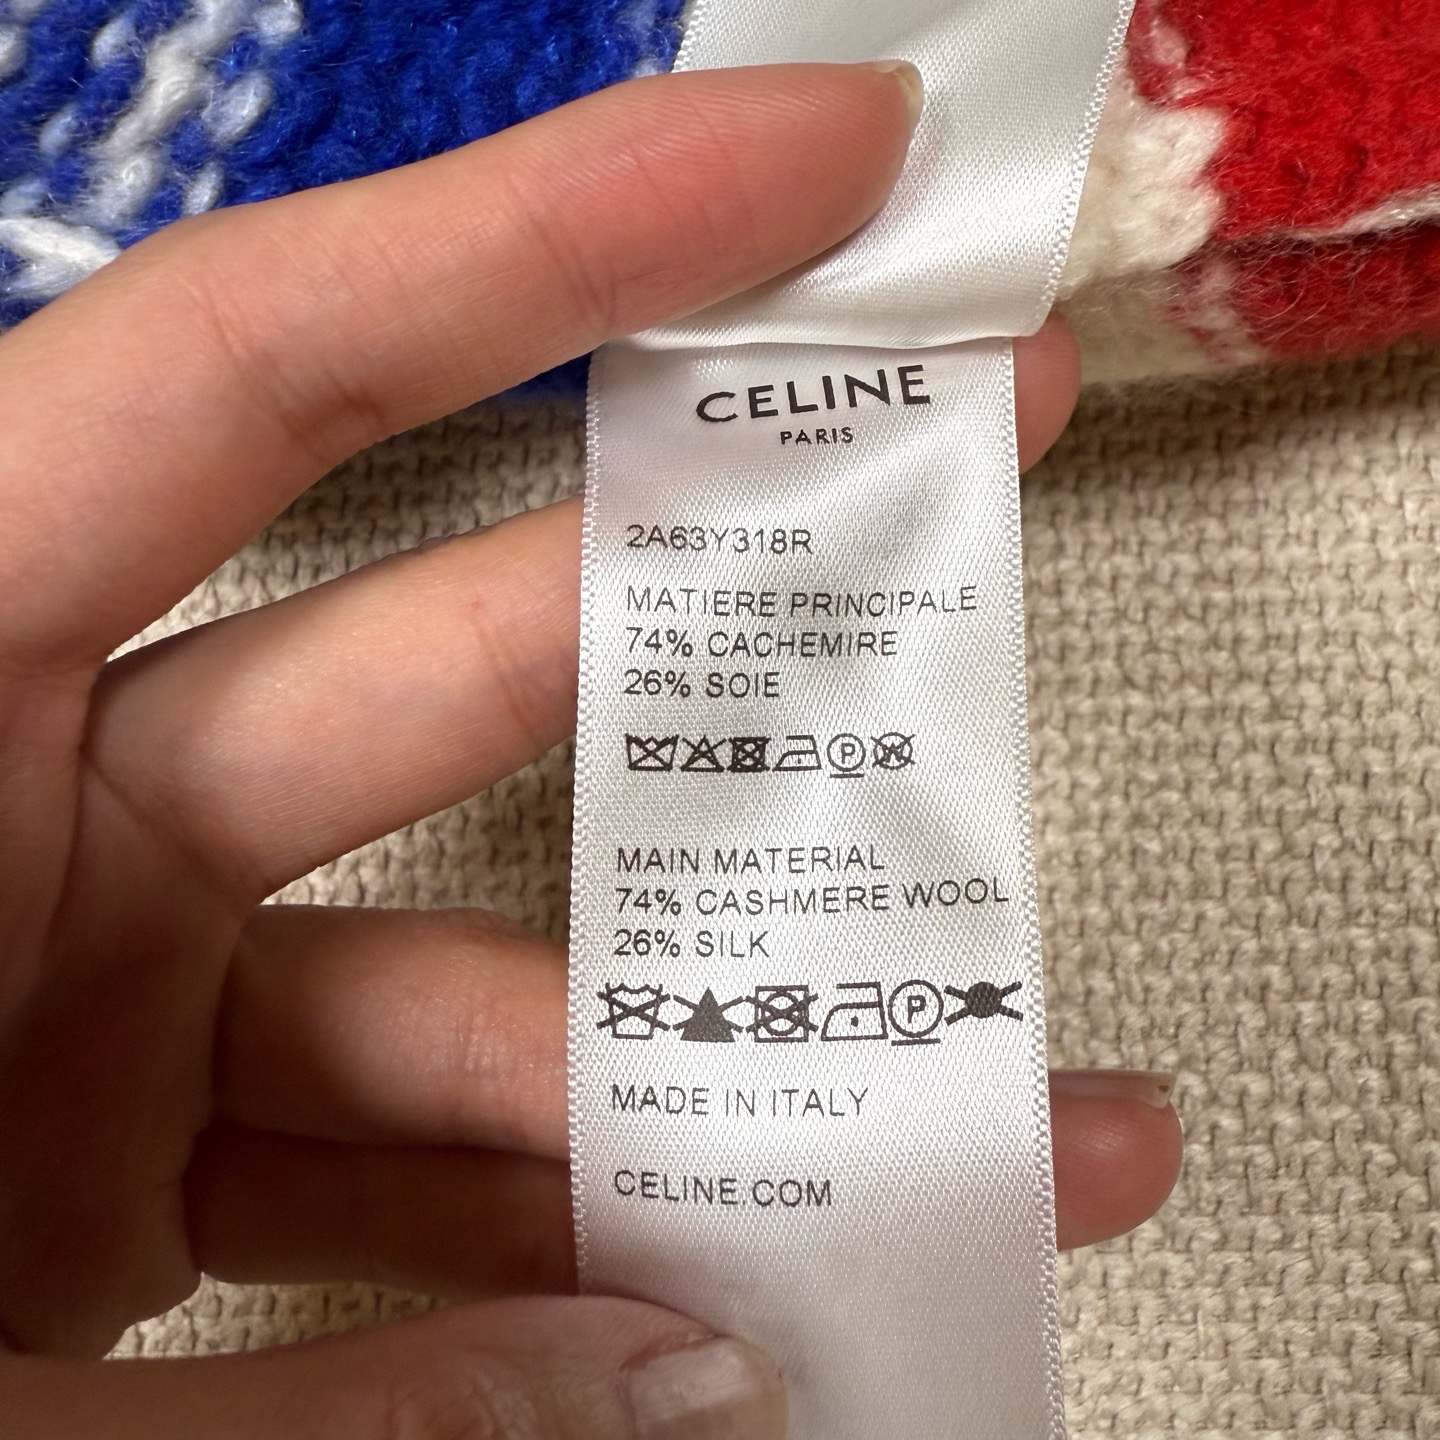 CELINE
PARIS
2A63Y318R
MATIERE PRINCIPALE
74% CACHEMIRE
26% SOIE
P W
MAIN MATERIAL
74% CASHMERE WOOL
26% SILK
P
MADE IN ITALY
CELINE.COM